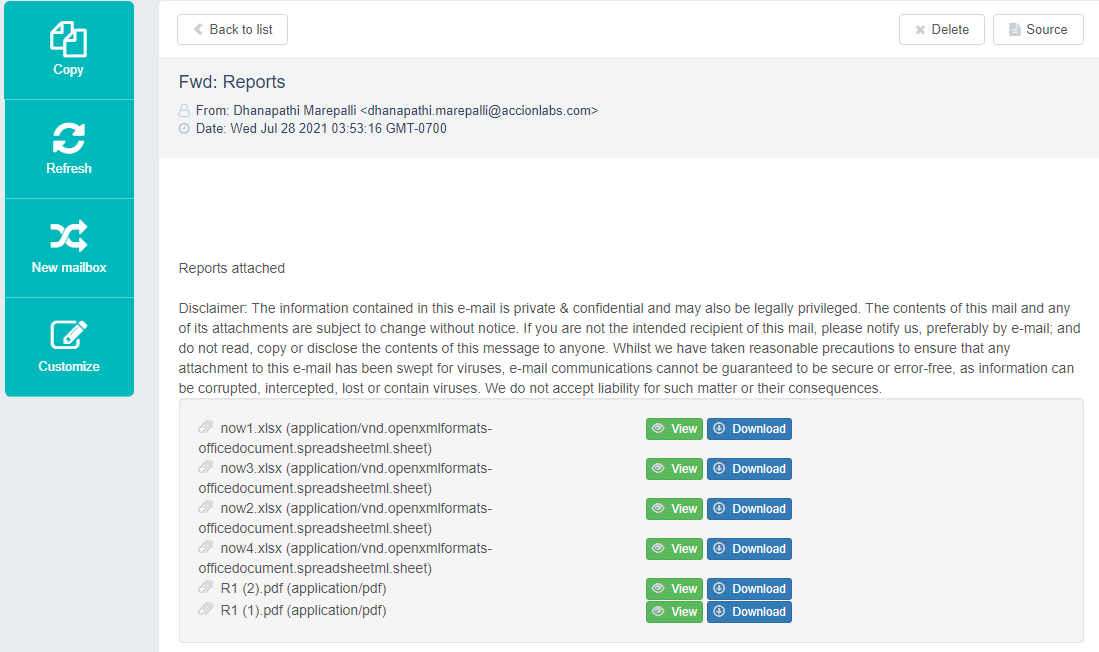 Copy
Refresh
New mailbox
Customize
Back to list
Delete
Source
Fwd: Reports
From: Dhanapathi Marepalli <dhanapathi.marepalli@accionlabs.com>
Date: Wed Jul 28 2021 03:53:16 GMT-0700
Reports attached
Disclaimer: The information contained in this e-mail is private & confidential and may also be legally privileged. The contents of this mail and any
of its attachments are subject to change without notice. If you are not the intended recipient of this mail, please notify us, preferably by e-mail; and
do not read, copy or disclose the contents of this message to anyone. Whilst we have taken reasonable precautions to ensure that any
attachment to this e-mail has been swept for viruses, e-mail communications cannot be guaranteed to be secure or error-free, as information can
be corrupted, intercepted, lost or contain viruses. We do not accept liability for such matter or their consequences.
now1.xlsx (application/vnd.openxmlformats- View Download
officedocument.spreadsheetml.sheet)
now3.xlsx (application/vnd.openxmlformats- View Download
officedocument.spreadsheetml.sheet)
now2.xlsx (application/vnd.openxmlformats- View Download
officedocument.spreadsheetml.sheet)
now4.xlsx (application/vnd.openxmlformats- View Download
officedocument.spreadsheetml.sheet)
R1 (2).pdf (application/pdf) View Download
R1 (1).pdf (application/pdf) View Download